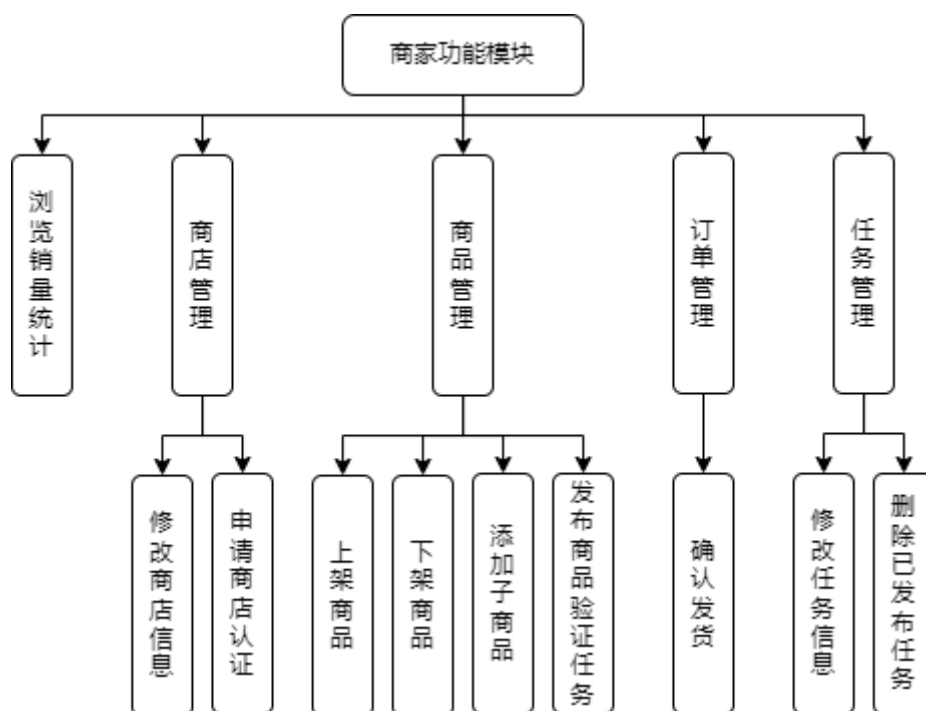 商家功能模块
浏览销量统计
商店管理
商品管理
订单管理
任务管理
修改商店信息
申请商店认证
上架商品
下架商品
添加子商品
发布商品验证任务
确认发货
修改任务信息
删除已发布任务